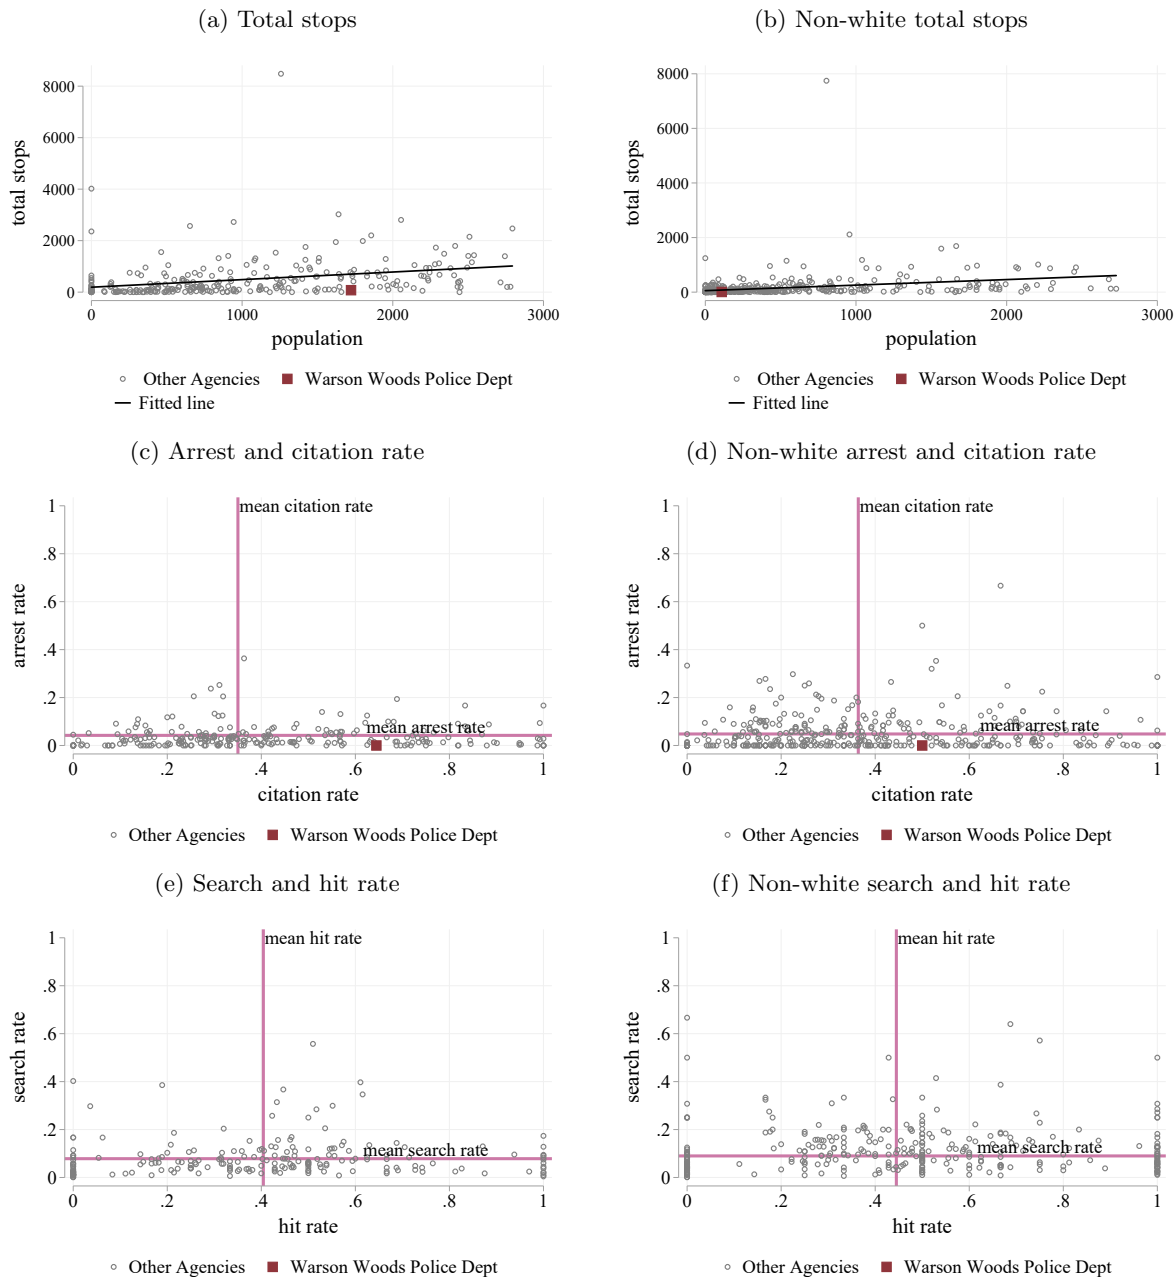 (a) Total stops
(b) Non-white total stops
total stops
8000
6000
4000
2000
0
0 1000 2000 3000
population
Other Agencies Warson Woods Police Dept
Fitted line
total stops
8000
6000
4000
2000
0
0 1000 2000 3000
population
Other Agencies Warson Woods Police Dept
Fitted line
(c) Arrest and citation rate
(d) Non-white arrest and citation rate
arrest rate
1
.8
.6
.4
.2
0
mean citation rate
mean arrest rate
0 .2 .4 .6 .8 1
citation rate
Other Agencies Warson Woods Police Dept
arrest rate
1
.8
.6
.4
.2
0
mean citation rate
mean arrest rate
0 .2 .4 .6 .8 1
citation rate
Other Agencies Warson Woods Police Dept
(e) Search and hit rate
(f) Non-white search and hit rate
search rate
1
.8
.6
.4
.2
0
mean hit rate
mean search rate
0 .2 .4 .6 .8 1
hit rate
Other Agencies Warson Woods Police Dept
search rate
1
.8
.6
.4
.2
0
mean hit rate
mean search rate
0 .2 .4 .6 .8 1
hit rate
Other Agencies Warson Woods Police Dept